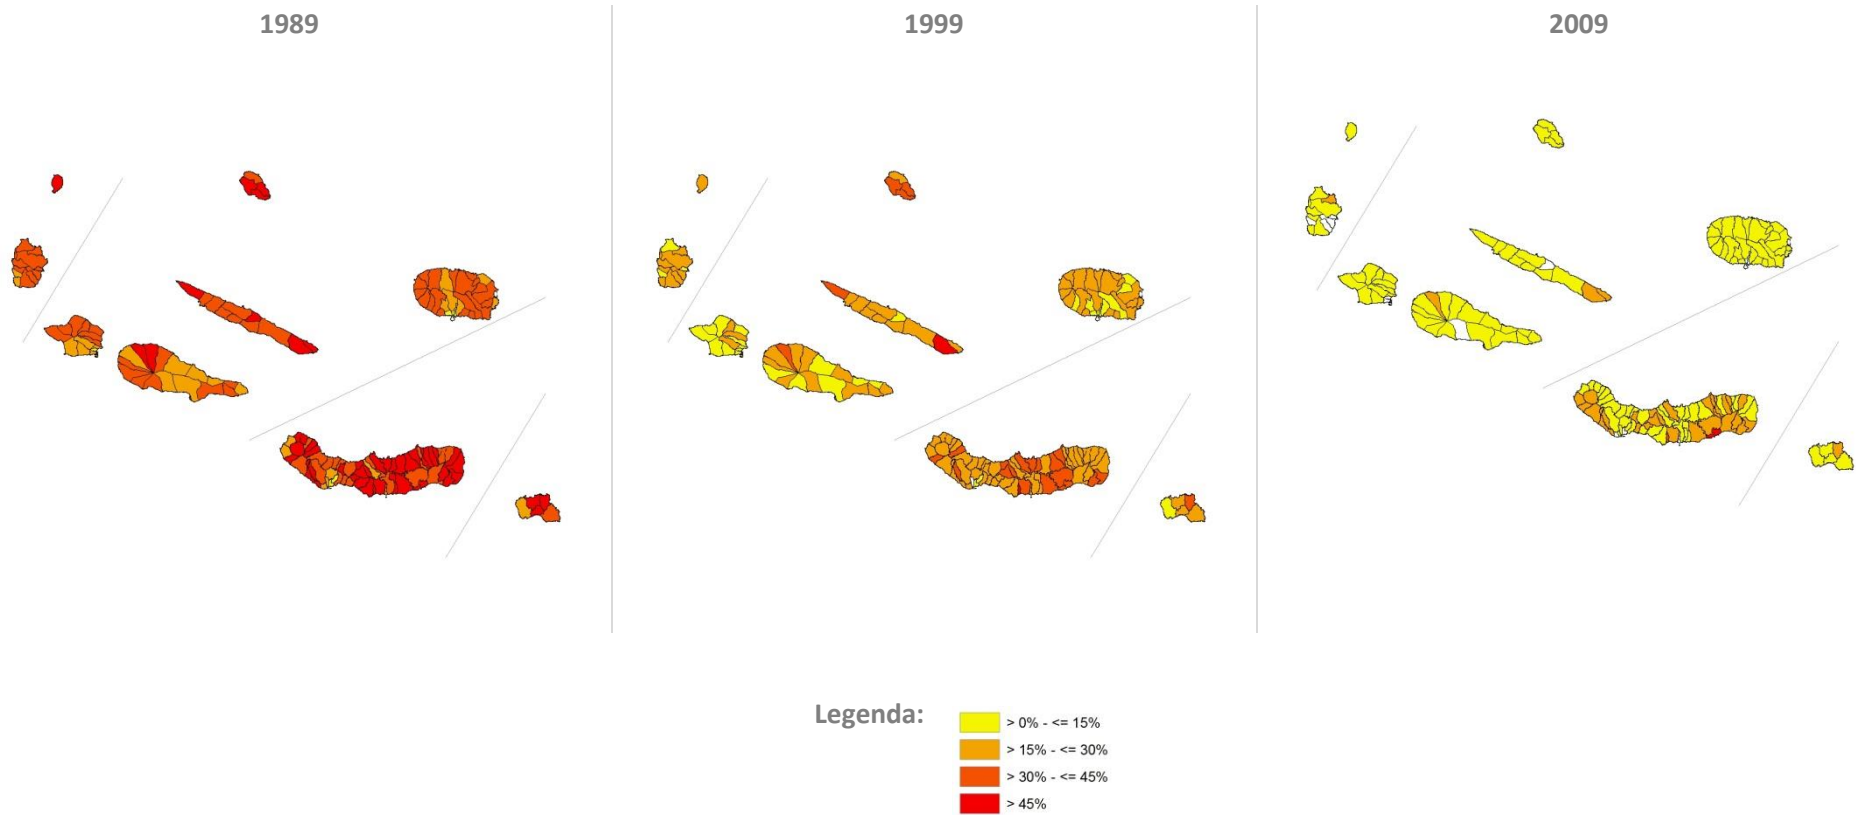 1989
1999
2009
Legenda:
> 0% - <= 15%
> 15% - <= 30%
> 30% - <= 45%
> 45%